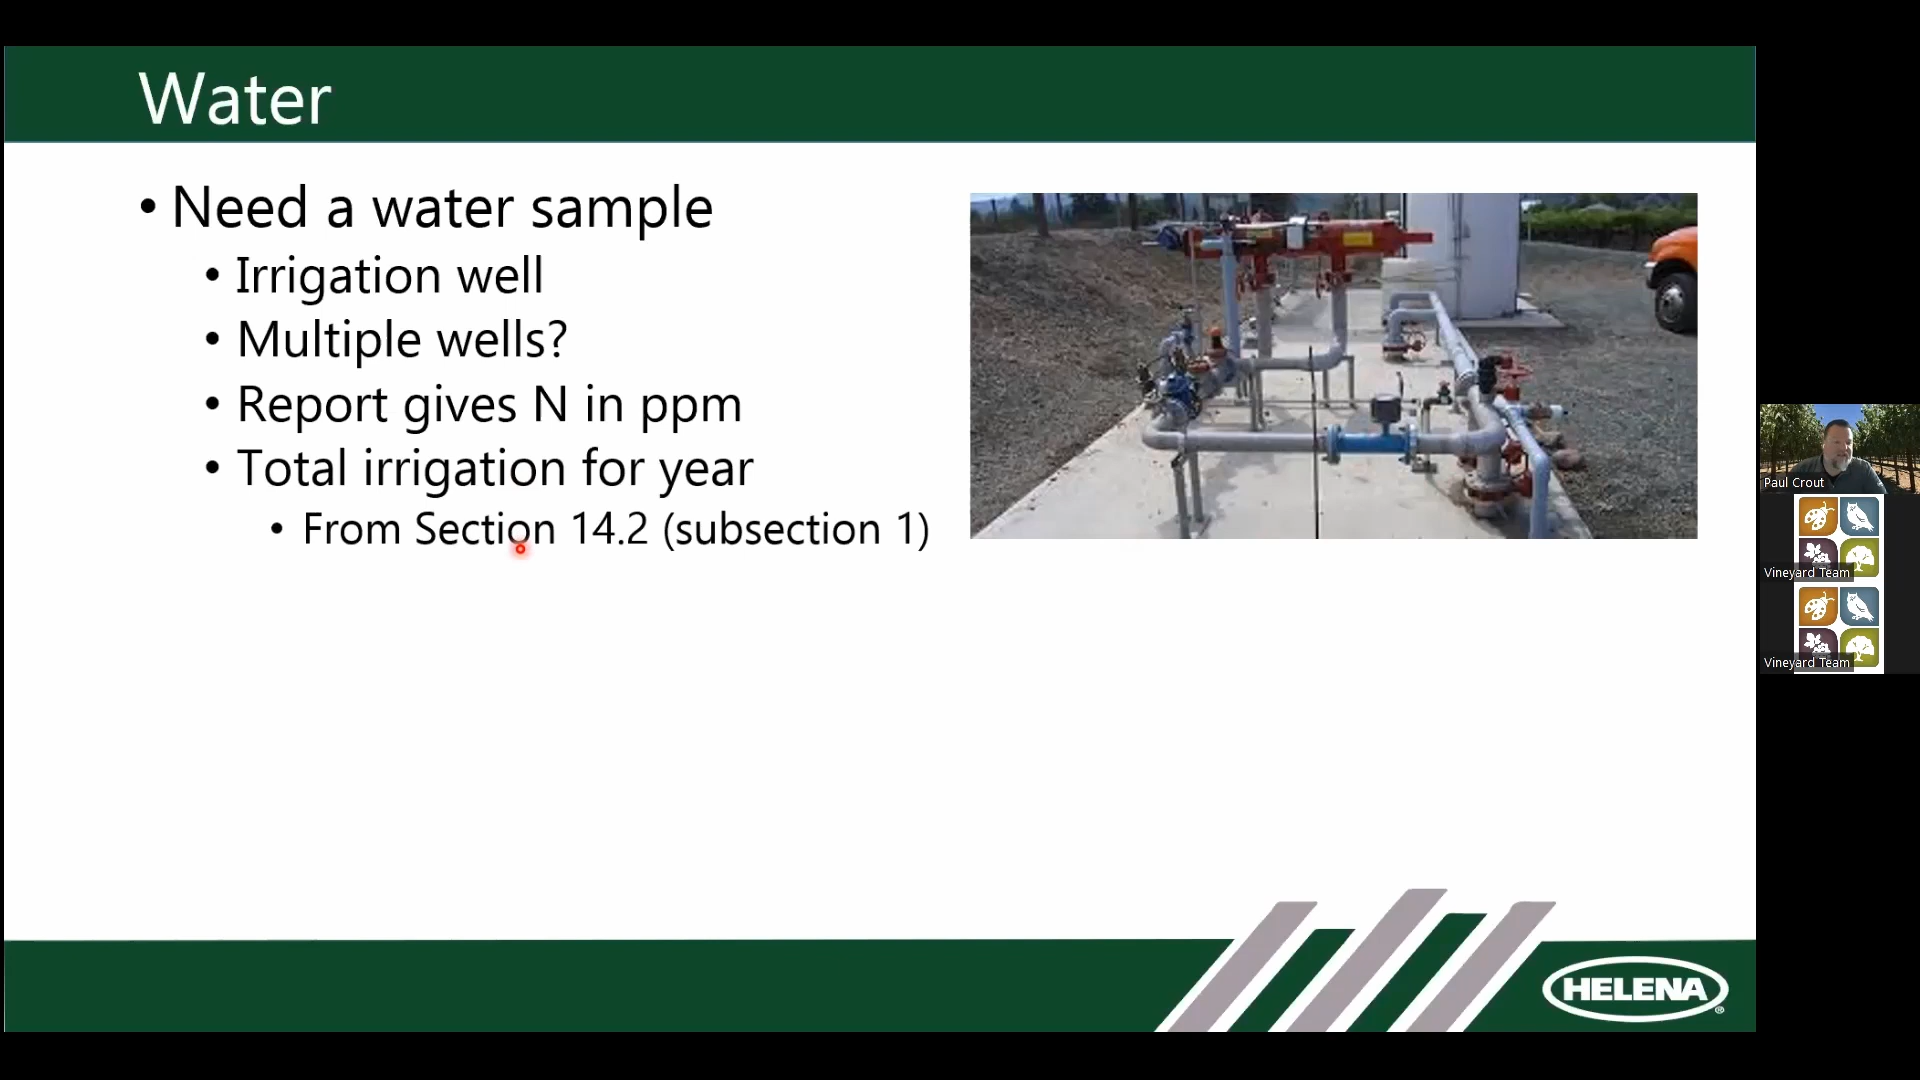 Water
• Need a water sample
• Irrigation well
• Multiple wells?
• Report gives N in ppm
• Total irrigation for year
• From Section 14.2 (subsection 1)
Paul Crout
Vineyard Team
Vineyard Team
HELENA®